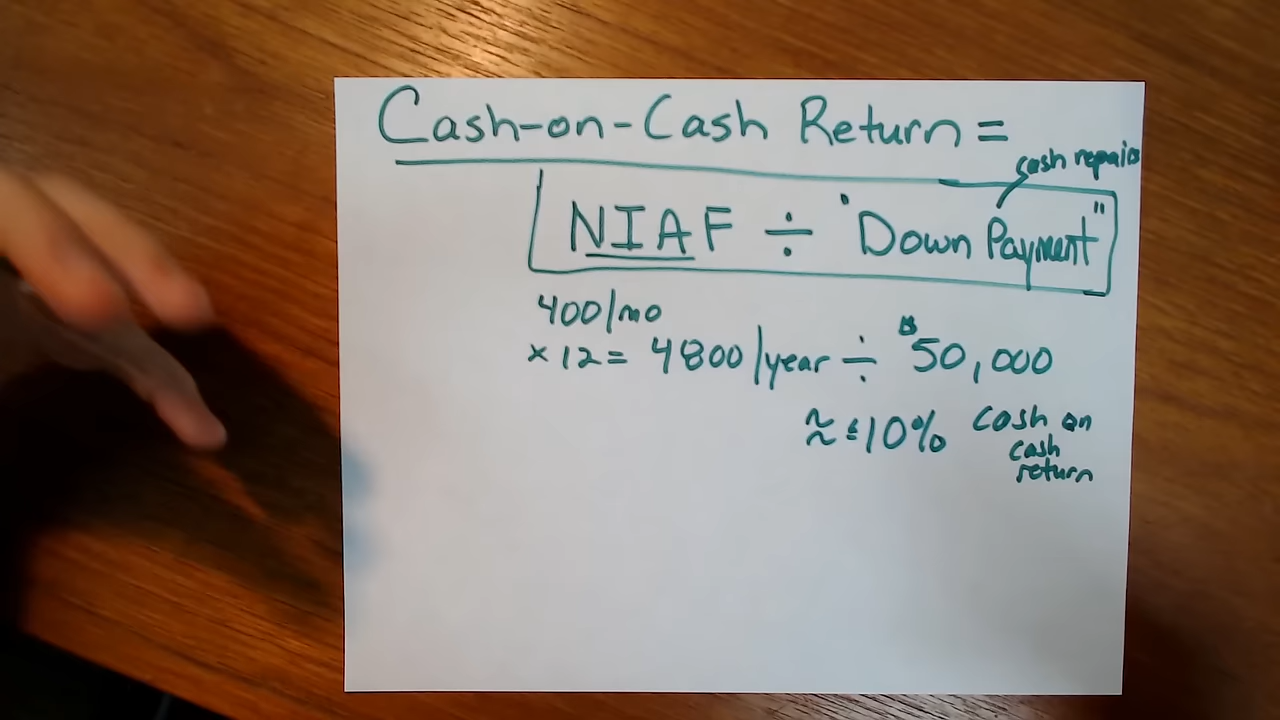 Cash-on-Cash Return =
cash repairs
NIAF ÷ "Down Payment"
400/mo
x 12 = 4800/year ÷ $50,000
≈ 10% cash on
cash
return